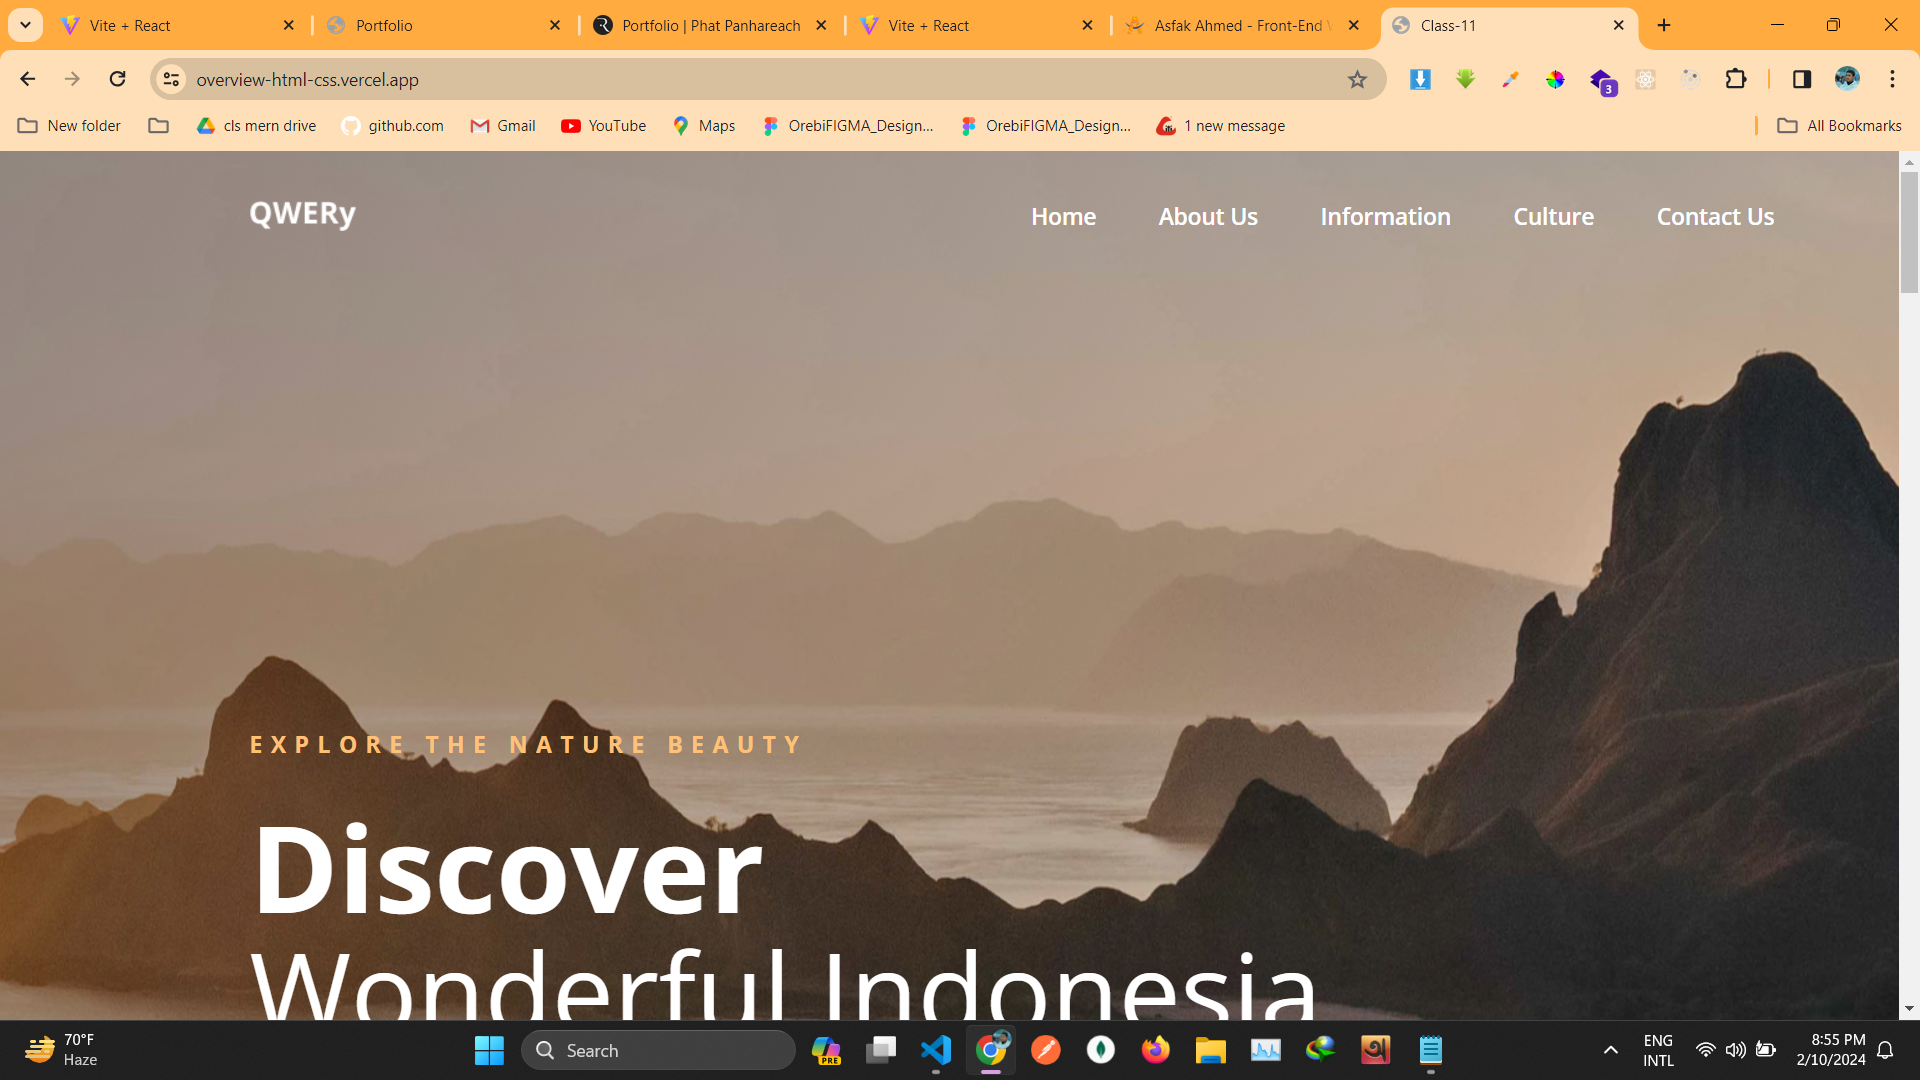 Vite + React
Portfolio
Portfolio | Phat Panhareach
Vite + React
Asfak Ahmed - Front-End
Class-11
overview-html-css.vercel.app
3
New folder
cls mern drive
github.com
Gmail
YouTube
Maps
OrebiFIGMA_Design...
OrebiFIGMA_Design...
1 new message
All Bookmarks
QWERy
Home
About Us
Information
Culture
Contact Us
EXPLORE THE NATURE BEAUTY
Discover
Wonderful Indonesia
70°F
Haze
Search
PRE
ENG
INTL
8:55 PM
2/10/2024